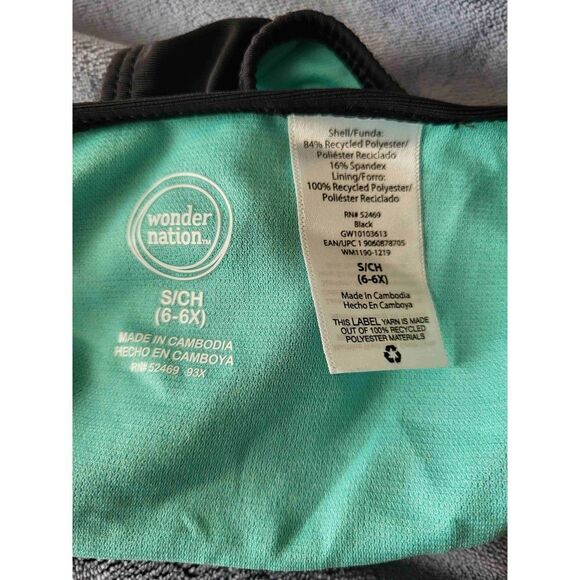 wonder
nation™
S/CH
(6-6X)
MADE IN CAMBODIA
HECHO EN CAMBOYA
RN# 52469 93X
Shell/Funda:
84% Recycled Polyester/
Poliéster Reciclado
16% Spandex
Lining/Forro:
100% Recycled Polyester/
Poliéster Reciclado
RN# 52469
Black
GW10103613
EAN/UPC 1 9060878705
WM1190-1219
S/CH
(6-6X)
Made in Cambodia
Hecho en Camboya
THIS LABEL YARN IS MADE
OUT OF 100% RECYCLED
POLYESTER MATERIALS